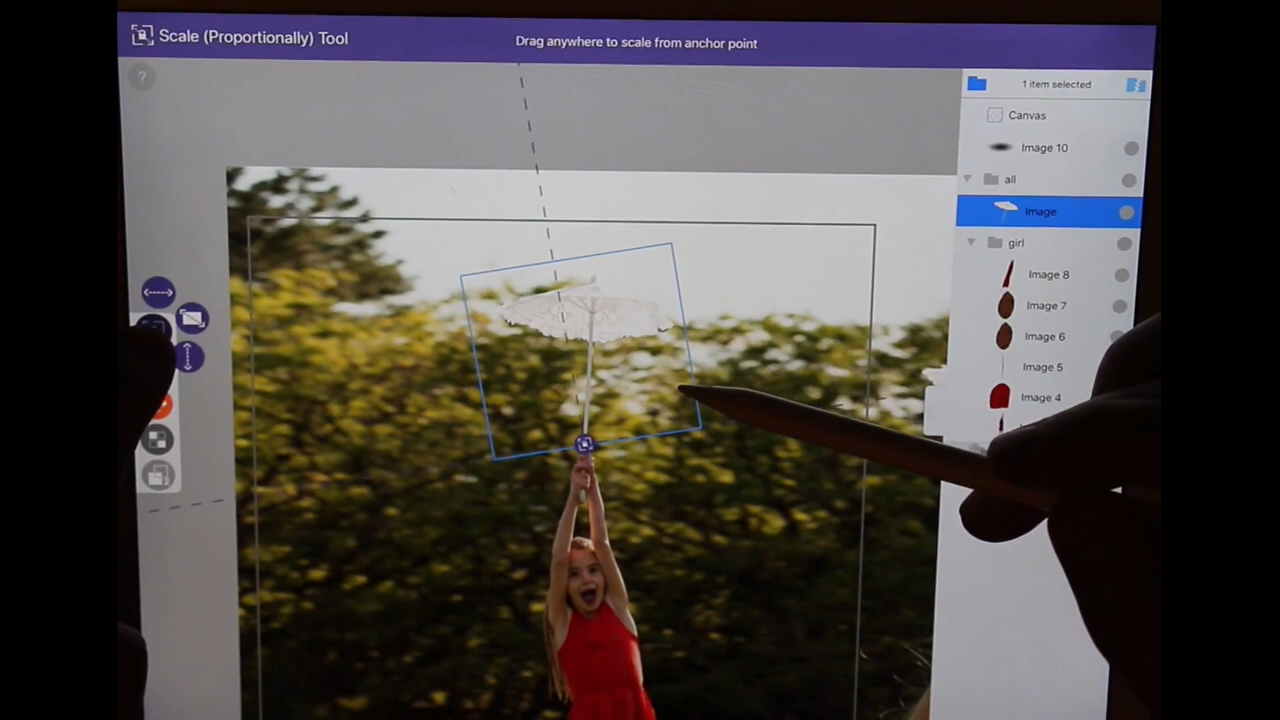 Scale (Proportionally) Tool
Drag anywhere to scale from anchor point
?
1 item selected
Canvas
Image 10
all
Image
girl
Image 8
Image 7
Image 6
Image 5
Image 4